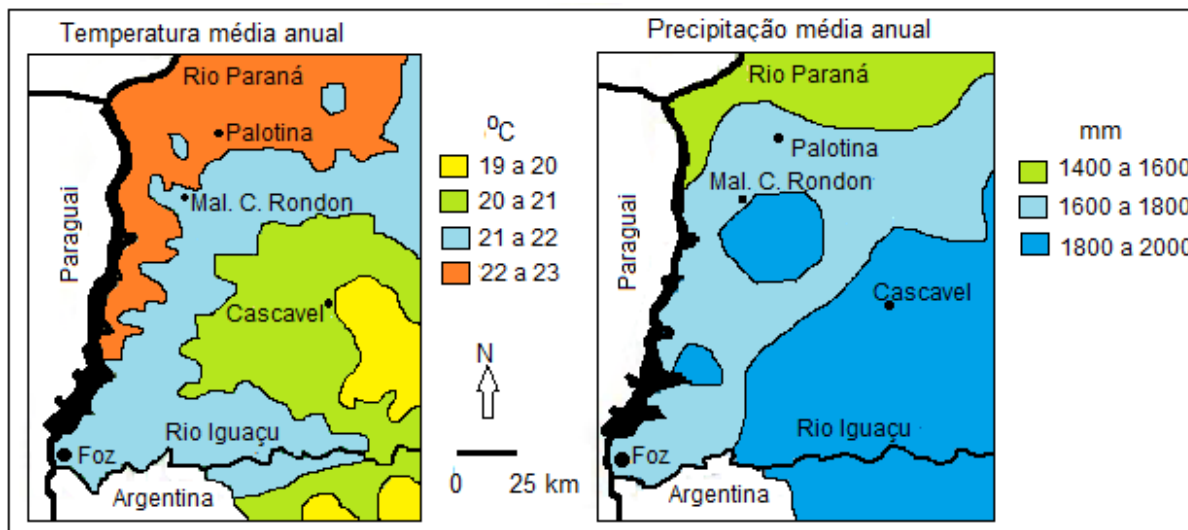 Temperatura média anual
Rio Paraná
Palotina
Mal. C. Rondon
Paraguai
Cascavel
Rio Iguaçu
Foz
Argentina
ºC
19 a 20
20 a 21
21 a 22
22 a 23
N
0 25 km
Precipitação média anual
Rio Paraná
Palotina
Mal. C. Rondon
Paraguai
Cascavel
Rio Iguaçu
Foz
Argentina
mm
1400 a 1600
1600 a 1800
1800 a 2000